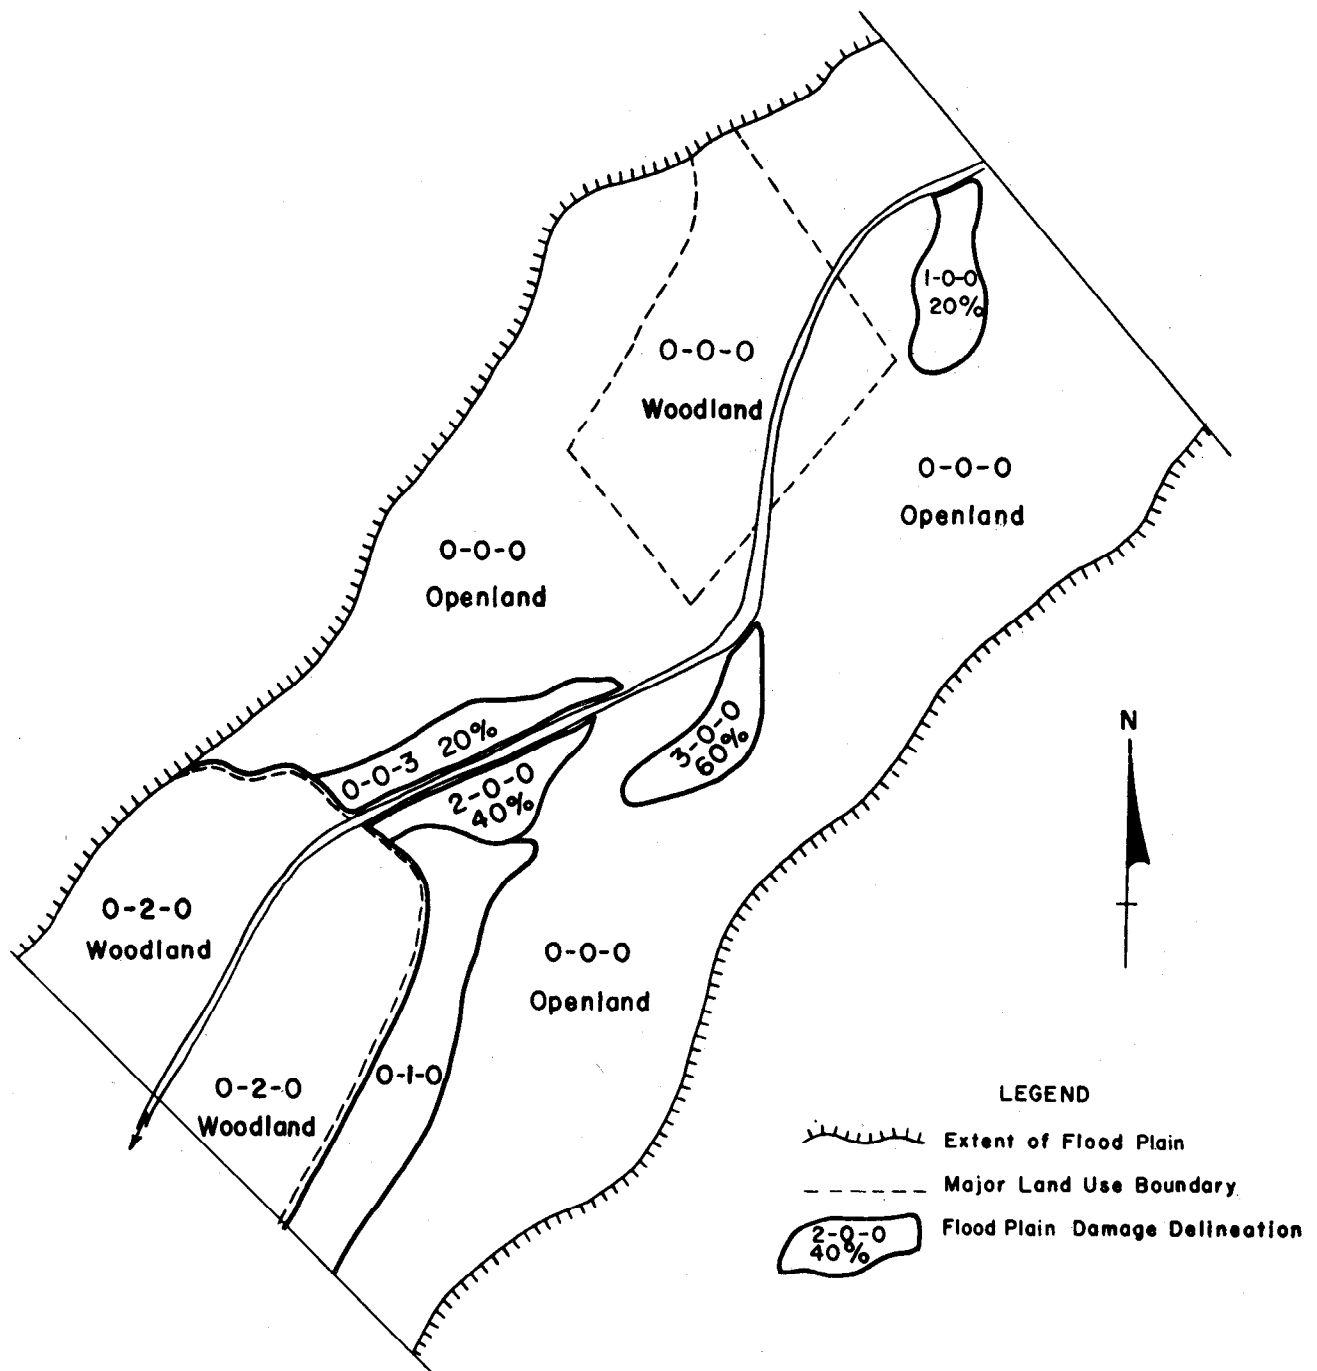 1-0-0
20%
0-0-0
Woodland
0-0-0
Openland
0-0-0
Openland
0-0-3 20%
2-0-0
40%
3-0-0
60%
N
0-2-0
Woodland
0-0-0
Openland
0-1-0
0-2-0
Woodland
LEGEND
Extent of Flood Plain
Major Land Use Boundary
2-0-0
40%
Flood Plain Damage Delineation